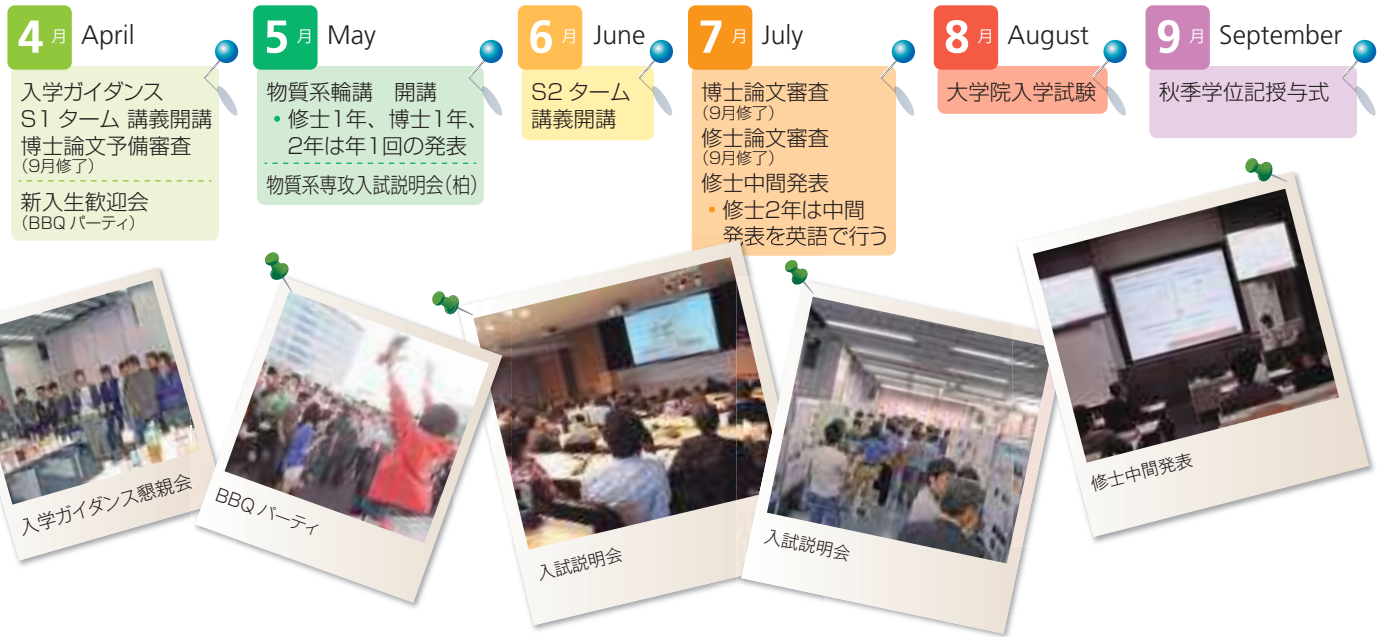 4月 April
入学ガイダンス
S1 ターム 講義開講
博士論文予備審査
(9月修了)
新入生歓迎会
(BBQ パーティ)
5月 May
物質系輪講　開講
・修士1年、博士1年、
2年は年1回の発表
物質系専攻入試説明会(柏)
6月 June
S2 ターム
講義開講
7月 July
博士論文審査
(9月修了)
修士論文審査
(9月修了)
修士中間発表
・修士2年は中間
発表を英語で行う
8月 August
大学院入学試験
9月 September
秋季学位記授与式
入学ガイダンス懇親会
BBQ パーティ
入試説明会
入試説明会
修士中間発表